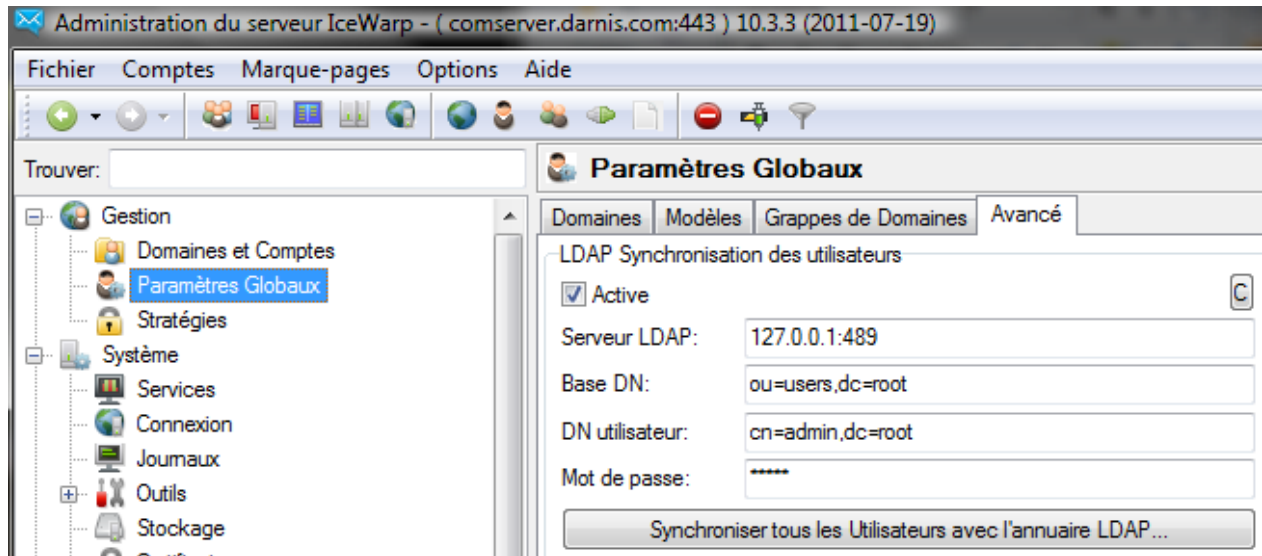 Administration du serveur IceWarp - ( comserver.darnis.com:443 ) 10.3.3 (2011-07-19)
Fichier Comptes Marque-pages Options Aide
Trouver:
Gestion
Domaines et Comptes
Paramètres Globaux
Stratégies
Système
Services
Connexion
Journaux
Outils
Stockage
Paramètres Globaux
Domaines Modèles Grappes de Domaines Avancé
LDAP Synchronisation des utilisateurs
Active
C
Serveur LDAP: 127.0.0.1:489
Base DN: ou=users,dc=root
DN utilisateur: cn=admin,dc=root
Mot de passe: *****
Synchroniser tous les Utilisateurs avec l'annuaire LDAP...